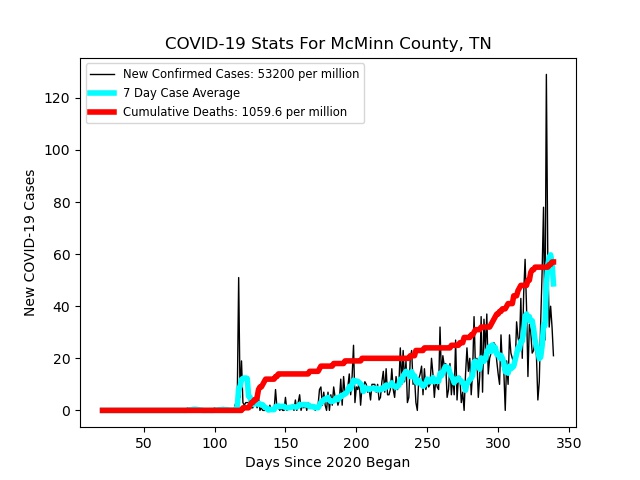 COVID-19 Stats For McMinn County, TN
New Confirmed Cases: 53200 per million
7 Day Case Average
Cumulative Deaths: 1059.6 per million
New COVID-19 Cases
120
100
80
60
40
20
0
50 100 150 200 250 300 350
Days Since 2020 Began